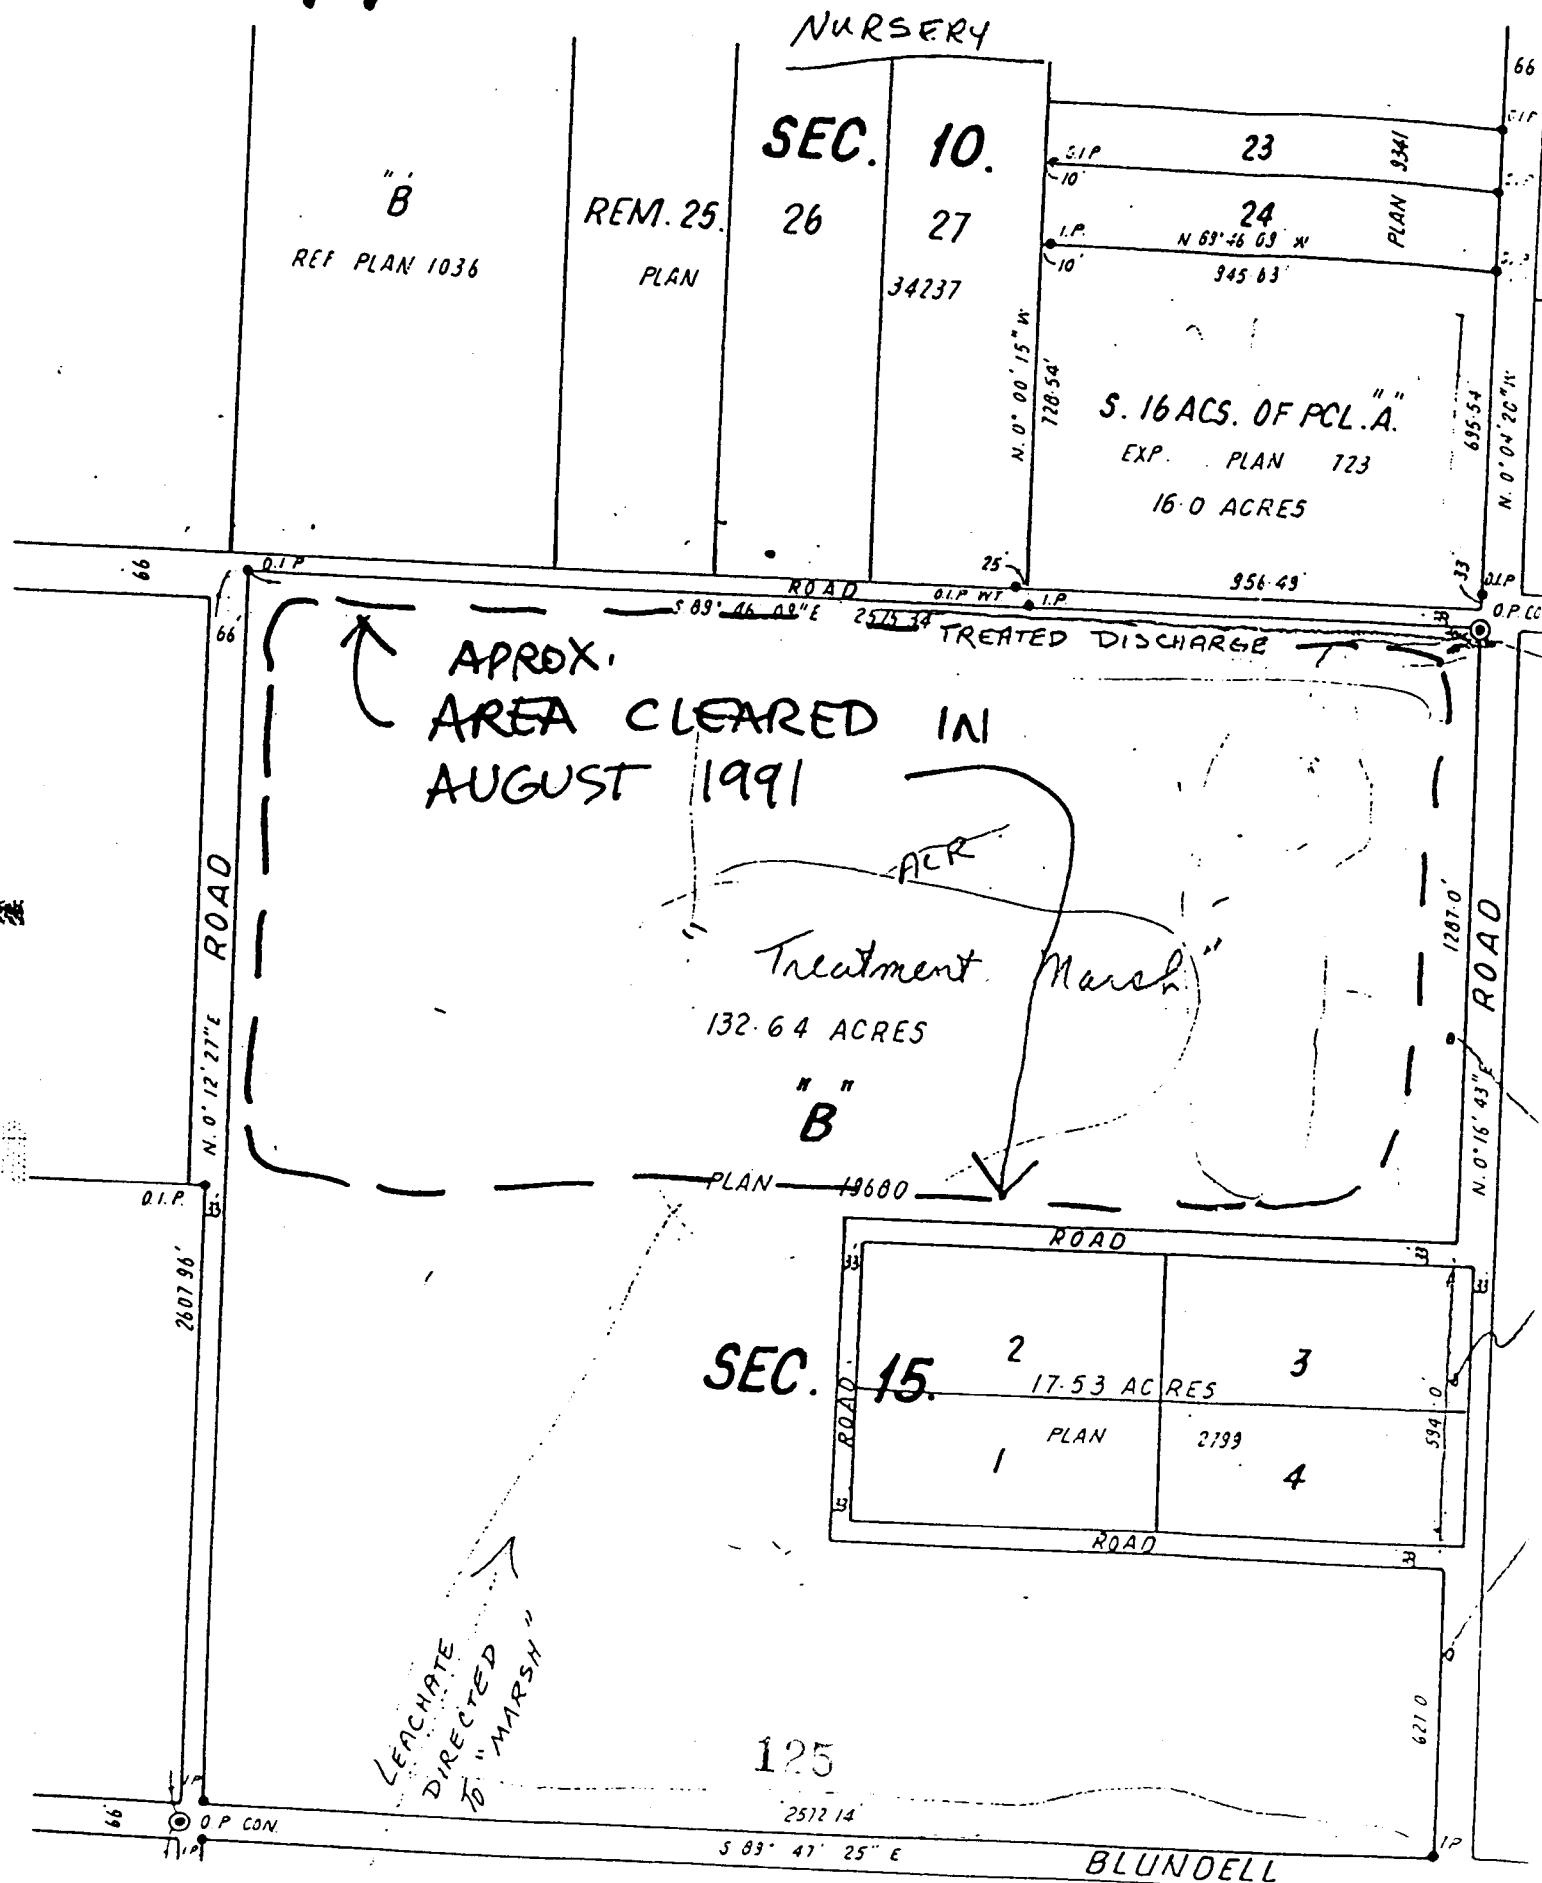 NURSERY
66
SEC. 10.
O.I.P
23
PLAN 9341
10'
"B"
REM. 25.
26
27
24
I.P.
N 89°46 09 W
10'
945.63'
REF PLAN 1036
PLAN
34237
N. 0° 00' 15" W
728.54'
S. 16 ACS. OF PCL. "A"
EXP. PLAN 723
16.0 ACRES
695.54
N. 0° 04' 20" W
66
O.I.P
25'
956.49'
33
O.I.P
ROAD
O.I.P WT
I.P.
S 89° 46 09" E 2575.34
33
66'
TREATED DISCHARGE
APROX.
AREA CLEARED IN
AUGUST 1991
ROAD
N. 0° 12' 27" E
ACR
"Treatment Marsh"
132.64 ACRES
"B"
PLAN 19680
1287.0'
ROAD
N. 0° 16' 43" E
O.I.P.
33
2607 96'
ROAD
33
33
33
SEC. 15.
ROAD
2
3
17.53 ACRES
PLAN 2799
1
4
594.0'
33
ROAD
33
LEACHATE
DIRECTED
TO "MARSH"
125
621 0
I.P
66
O.P CON.
2572 14
I.P
S 89° 47' 25" E
BLUNDELL
I.P